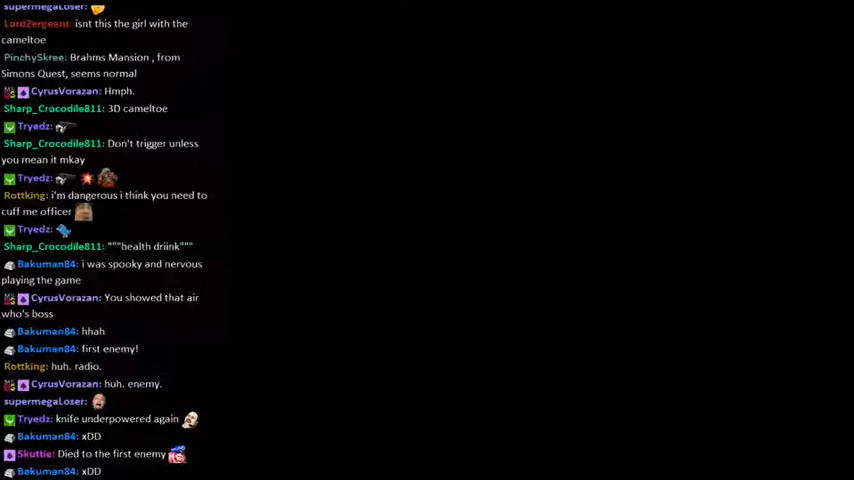 supermegaLoser:
LordZergeant: isnt this the girl with the
cameltoe
PinchySkree: Brahms Mansion , from
Simons Quest, seems normal
CyrusVorazan: Hmph.
Sharp_Crocodile811: 3D cameltoe
Tryedz:
Sharp_Crocodile811: Don't trigger unless
you mean it mkay
Tryedz:
Rottking: i'm dangerous i think you need to
cuff me officer
Tryedz:
Sharp_Crocodile811: """health driink"""
Bakuman84: i was spooky and nervous
playing the game
CyrusVorazan: You showed that air
who's boss
Bakuman84: hhah
Bakuman84: first enemy!
Rottking: huh. radio.
CyrusVorazan: huh. enemy.
supermegaLoser:
Tryedz: knife underpowered again
Bakuman84: xDD
Skuttie: Died to the first enemy
Bakuman84: xDD